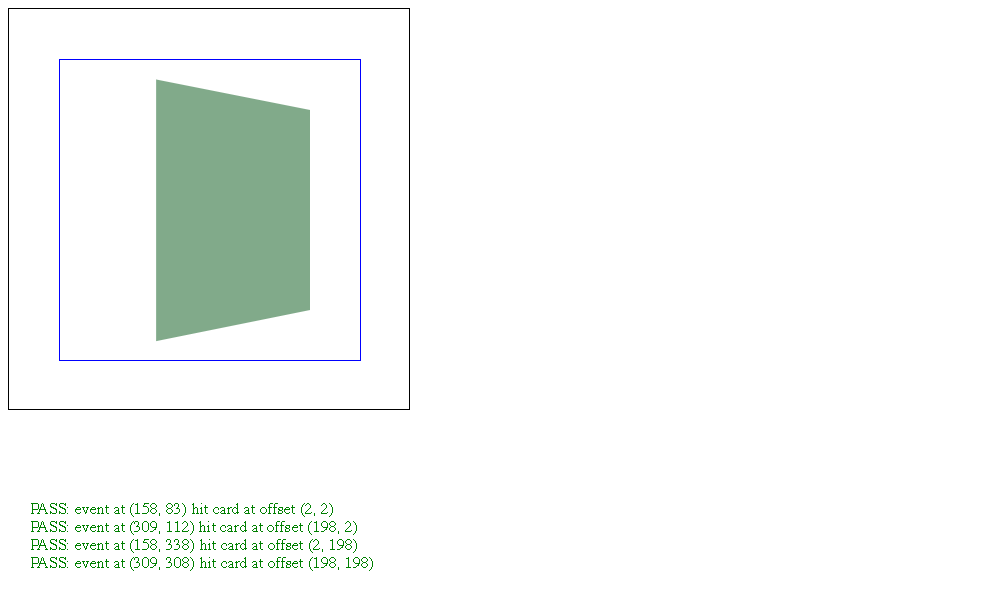 PASS: event at (158, 83) hit card at offset (2, 2)
PASS: event at (309, 112) hit card at offset (198, 2)
PASS: event at (158, 338) hit card at offset (2, 198)
PASS: event at (309, 308) hit card at offset (198, 198)